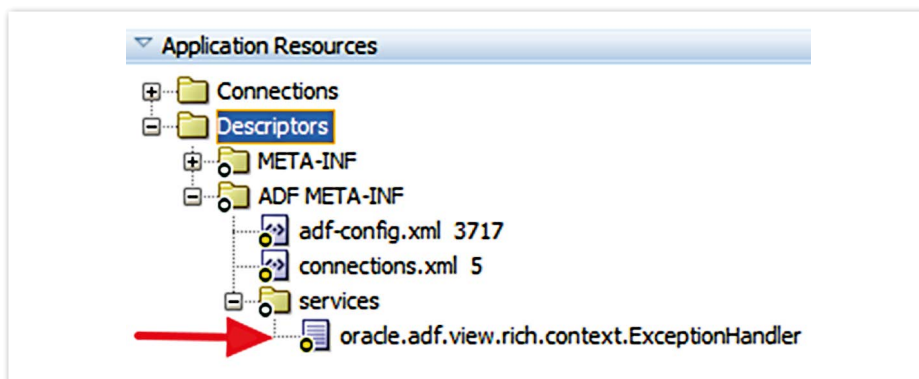 Application Resources
Connections
Descriptors
META-INF
ADF META-INF
adf-config.xml 3717
connections.xml 5
services
oracle.adf.view.rich.context.ExceptionHandler